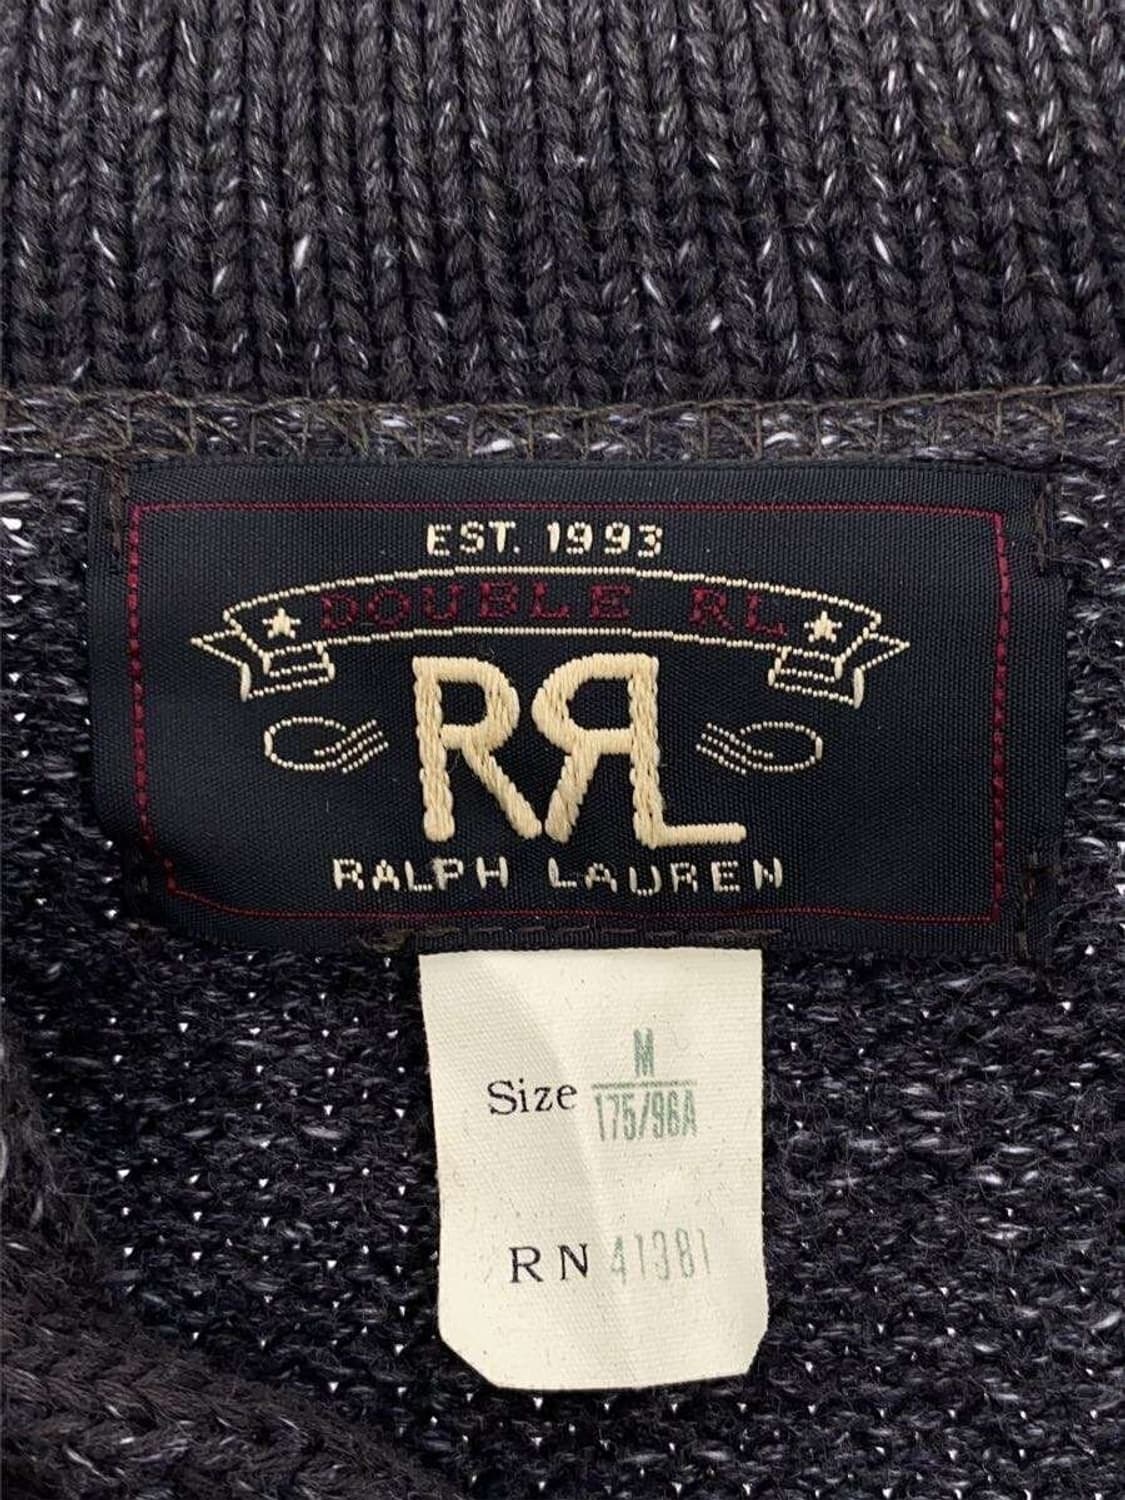 EST. 1993
DOUBLE RL
RRL
RALPH LAUREN
M
Size
175/96A
RN 41381